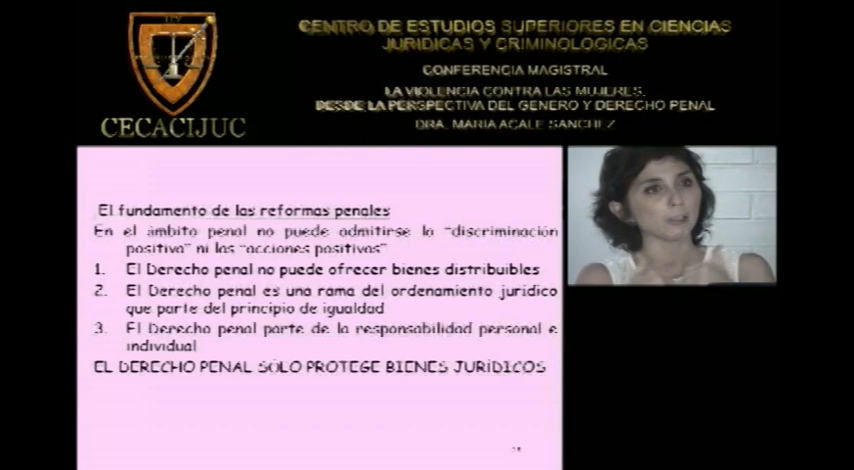 CENTRO DE ESTUDIOS SUPERIORES EN CIENCIAS
JURIDICAS Y CRIMINOLOGICAS
CONFERENCIA MAGISTRAL
LA VIOLENCIA CONTRA LAS MUJERES.
DESDE LA PERSPECTIVA DEL GENERO Y DERECHO PENAL
DRA. MARIA ACALE SANCHEZ
CECACIJUC
El fundamento de las reformas penales
En el ámbito penal no puede admitirse la "discriminación
positiva" ni las "acciones positivas"
1. El Derecho penal no puede ofrecer bienes distribuibles
2. El Derecho penal es una rama del ordenamiento jurídico
que parte del principio de igualdad
3. El Derecho penal parte de la responsabilidad personal e
individual
EL DERECHO PENAL SÓLO PROTEGE BIENES JURÍDICOS